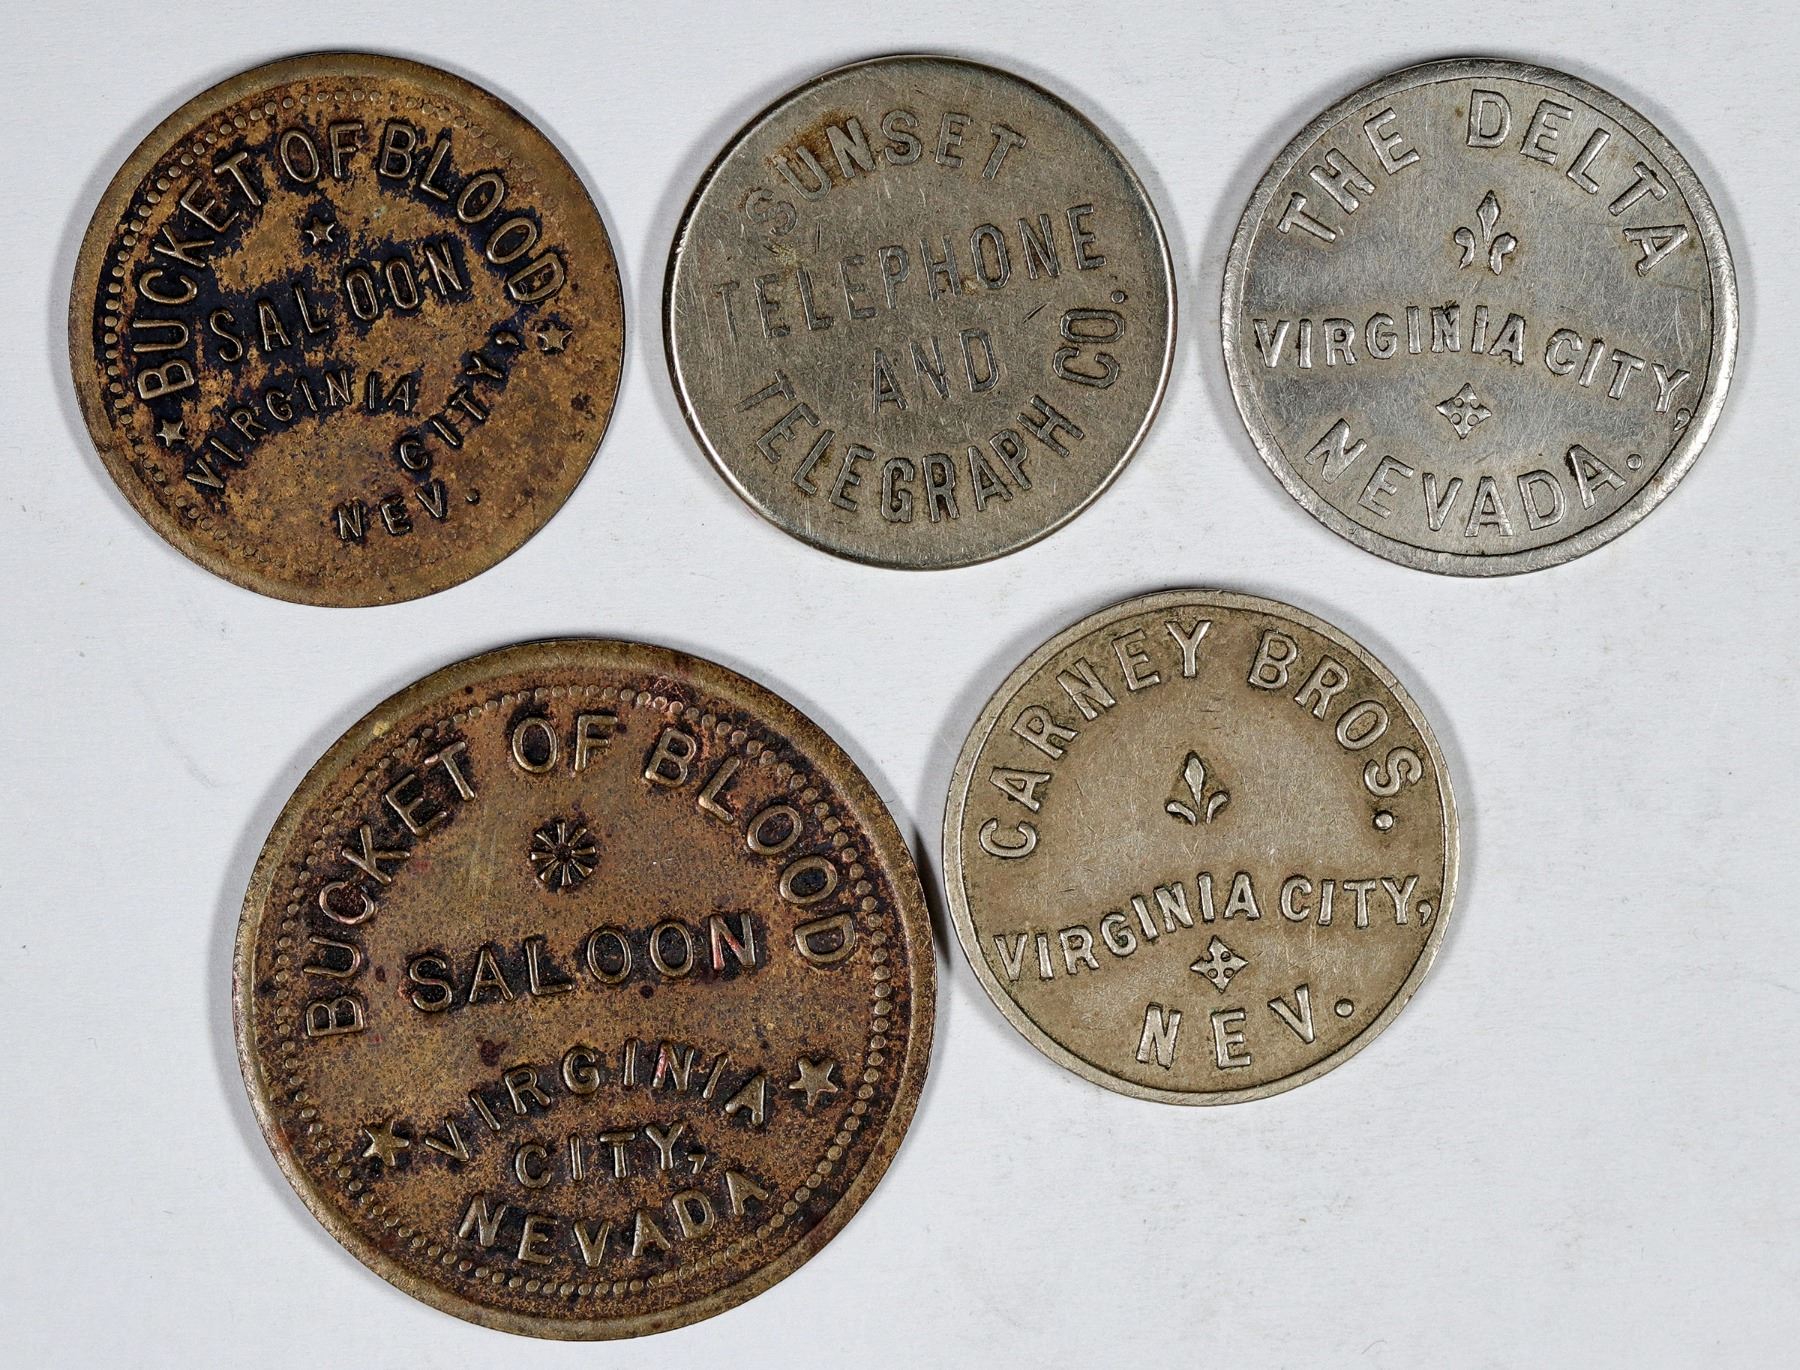 BUCKET OF BLOOD
SALOON
VIRGINIA
CITY,
NEV.
SUNSET
TELEPHONE
AND
TELEGRAPH CO.
THE DELTA
VIRGINIA CITY,
NEVADA.
BUCKET OF BLOOD
SALOON
VIRGINIA
CITY,
NEVADA
CARNEY BROS.
VIRGINIA CITY,
NEV.